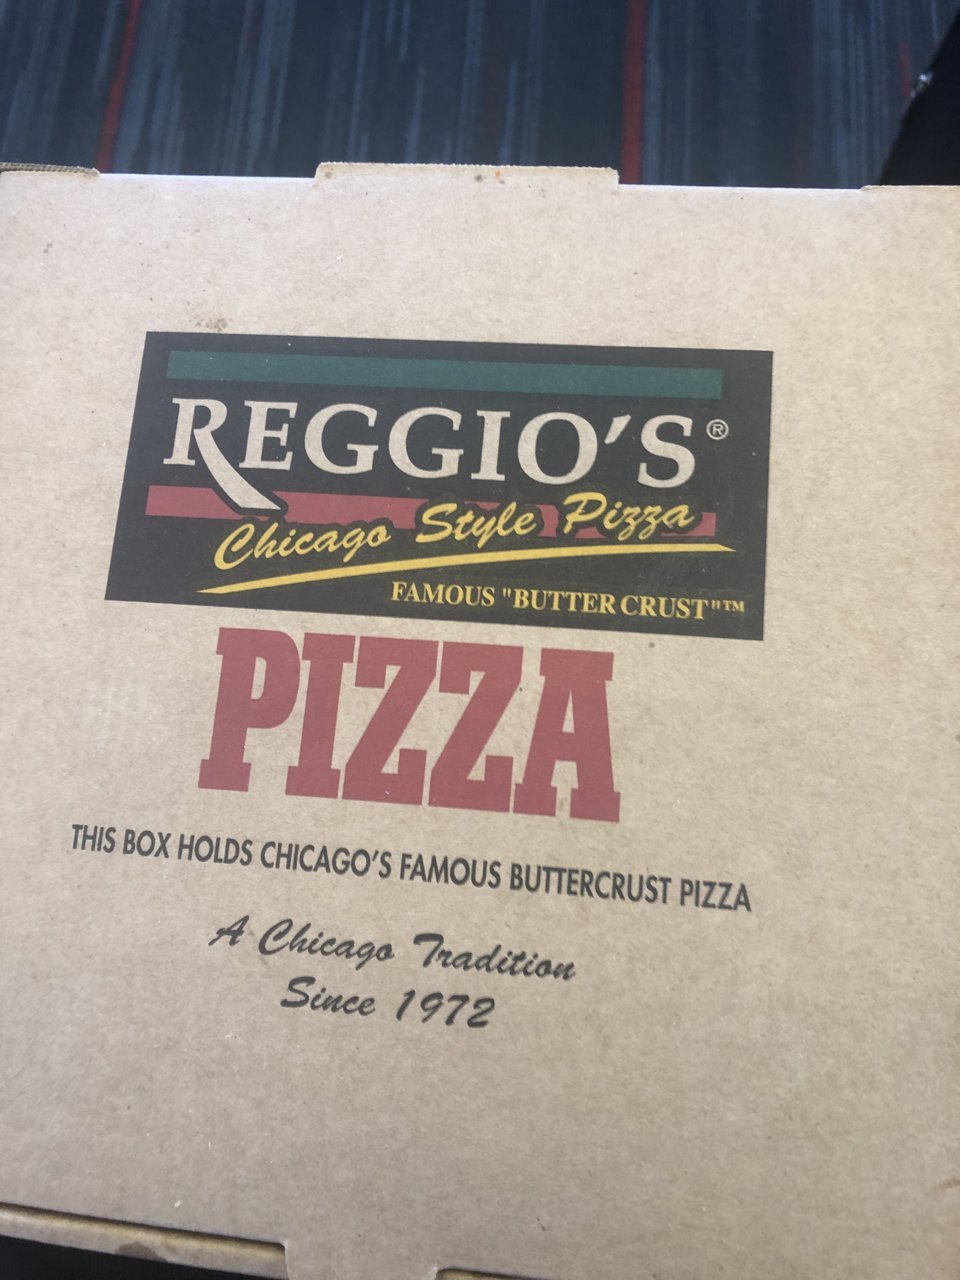 REGGIO'S®
Chicago Style Pizza
FAMOUS "BUTTER CRUST"™
PIZZA
THIS BOX HOLDS CHICAGO'S FAMOUS BUTTERCRUST PIZZA
A Chicago Tradition
Since 1972